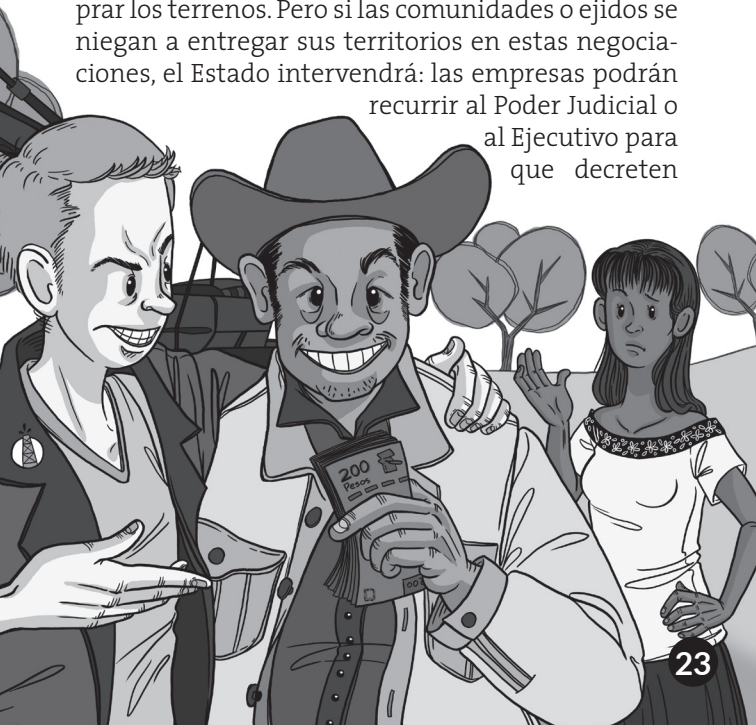 prar los terrenos. Pero si las comunidades o ejidos se
niegan a entregar sus territorios en estas negocia-
ciones, el Estado intervendrá: las empresas podrán
recurrir al Poder Judicial o
al Ejecutivo para
que decreten
200
Pesos
23